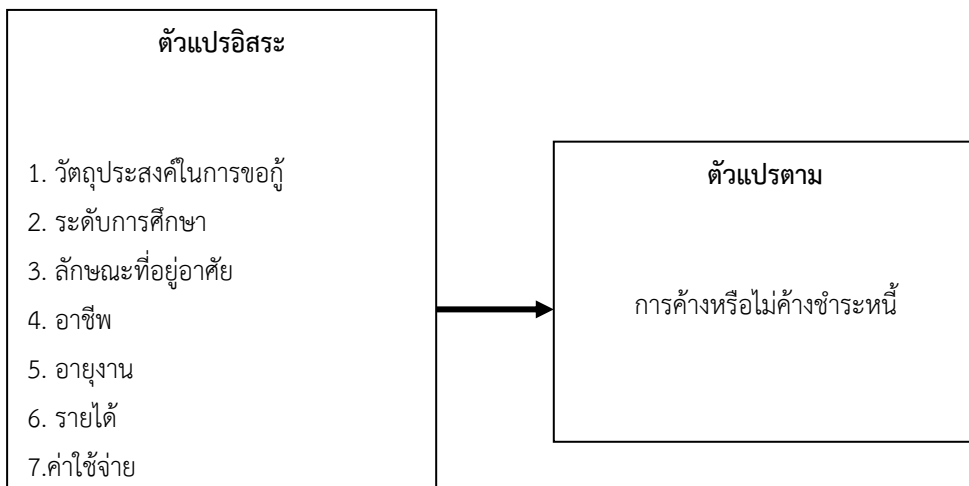 ตัวแปรอิสระ
1. วัตถุประสงค์ในการขอกู้
2. ระดับการศึกษา
3. ลักษณะที่อยู่อาศัย
4. อาชีพ
5. อายุงาน
6. รายได้
7.ค่าใช้จ่าย
ตัวแปรตาม
การค้างหรือไม่ค้างชำระหนี้